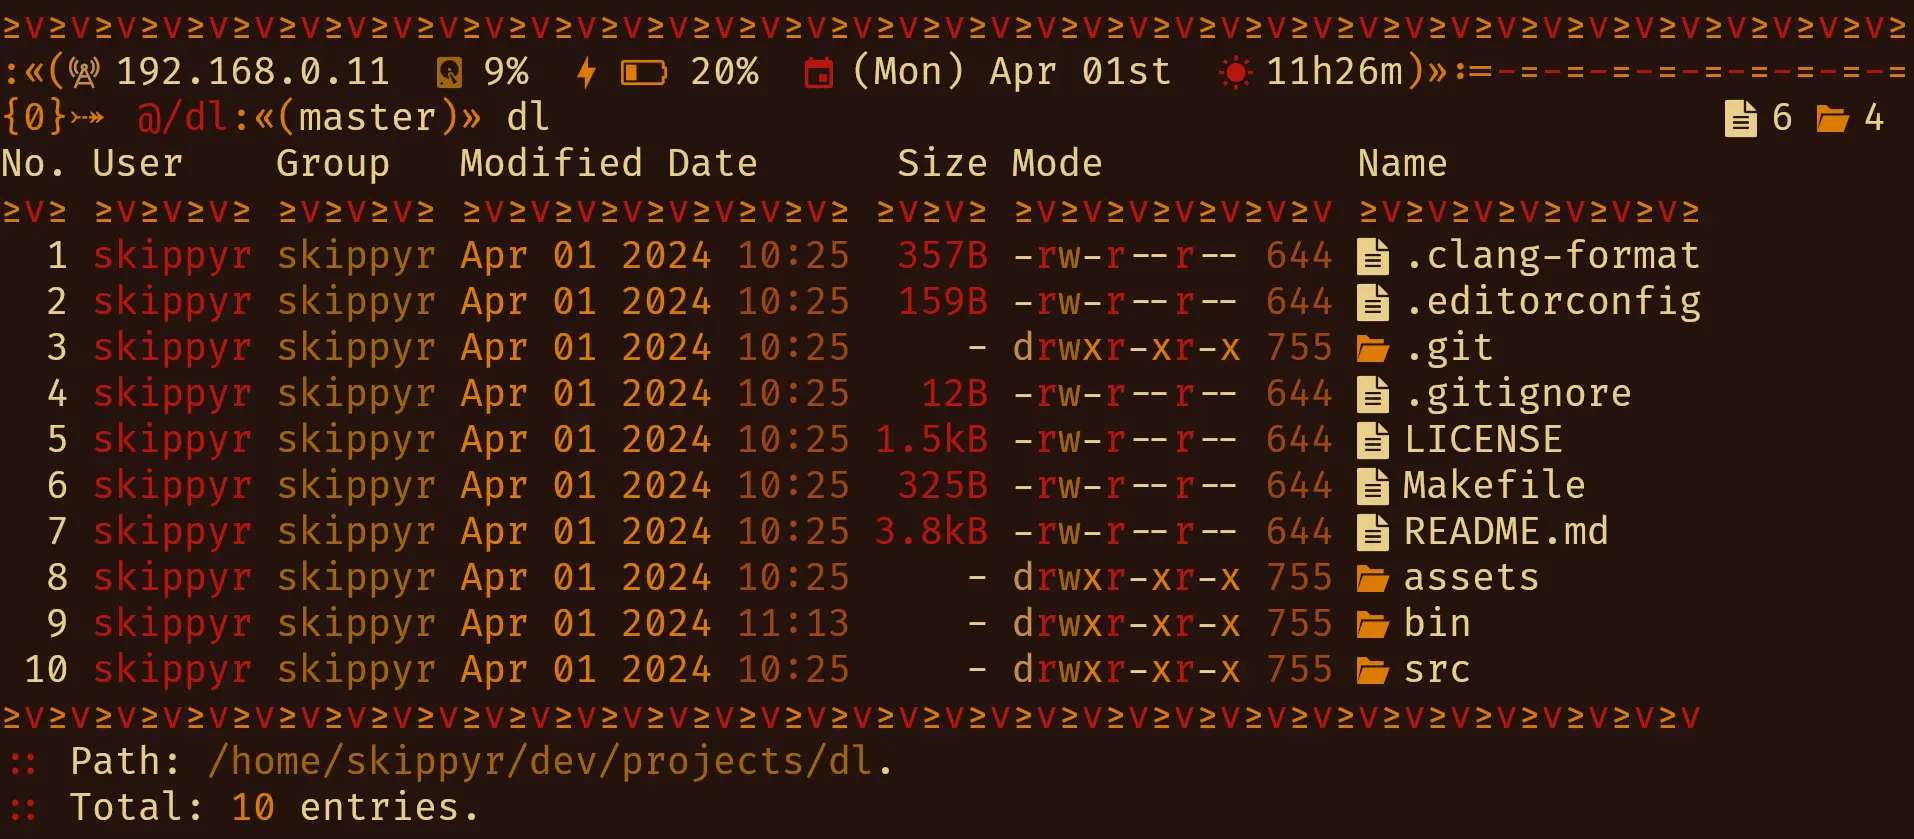 ≥v≥v≥v≥v≥v≥v≥v≥v≥v≥v≥v≥v≥v≥v≥v≥v≥v≥v≥v≥v≥v≥v≥v≥v≥v≥v≥v≥v≥v≥v≥v≥v≥v≥v≥v≥v≥v≥v≥v≥v≥v≥
:«( 192.168.0.11 9% 20% (Mon) Apr 01st 11h26m)»:=-=-=-=-=-=-=-=-=-=
{0}⤐ @/dl:«(master)» dl 6 4
No. User Group Modified Date Size Mode Name
≥v≥ ≥v≥v≥v≥ ≥v≥v≥v≥ ≥v≥v≥v≥v≥v≥v≥v≥v≥ ≥v≥v≥ ≥v≥v≥v≥v≥v≥v≥v ≥v≥v≥v≥v≥v≥v≥v≥
1 skippyr skippyr Apr 01 2024 10:25 357B -rw-r--r-- 644 .clang-format
2 skippyr skippyr Apr 01 2024 10:25 159B -rw-r--r-- 644 .editorconfig
3 skippyr skippyr Apr 01 2024 10:25 - drwxr-xr-x 755 .git
4 skippyr skippyr Apr 01 2024 10:25 12B -rw-r--r-- 644 .gitignore
5 skippyr skippyr Apr 01 2024 10:25 1.5kB -rw-r--r-- 644 LICENSE
6 skippyr skippyr Apr 01 2024 10:25 325B -rw-r--r-- 644 Makefile
7 skippyr skippyr Apr 01 2024 10:25 3.8kB -rw-r--r-- 644 README.md
8 skippyr skippyr Apr 01 2024 10:25 - drwxr-xr-x 755 assets
9 skippyr skippyr Apr 01 2024 11:13 - drwxr-xr-x 755 bin
10 skippyr skippyr Apr 01 2024 10:25 - drwxr-xr-x 755 src
≥v≥v≥v≥v≥v≥v≥v≥v≥v≥v≥v≥v≥v≥v≥v≥v≥v≥v≥v≥v≥v≥v≥v≥v≥v≥v≥v≥v≥v≥v≥v≥v≥v≥v≥v≥v≥v
:: Path: /home/skippyr/dev/projects/dl.
:: Total: 10 entries.